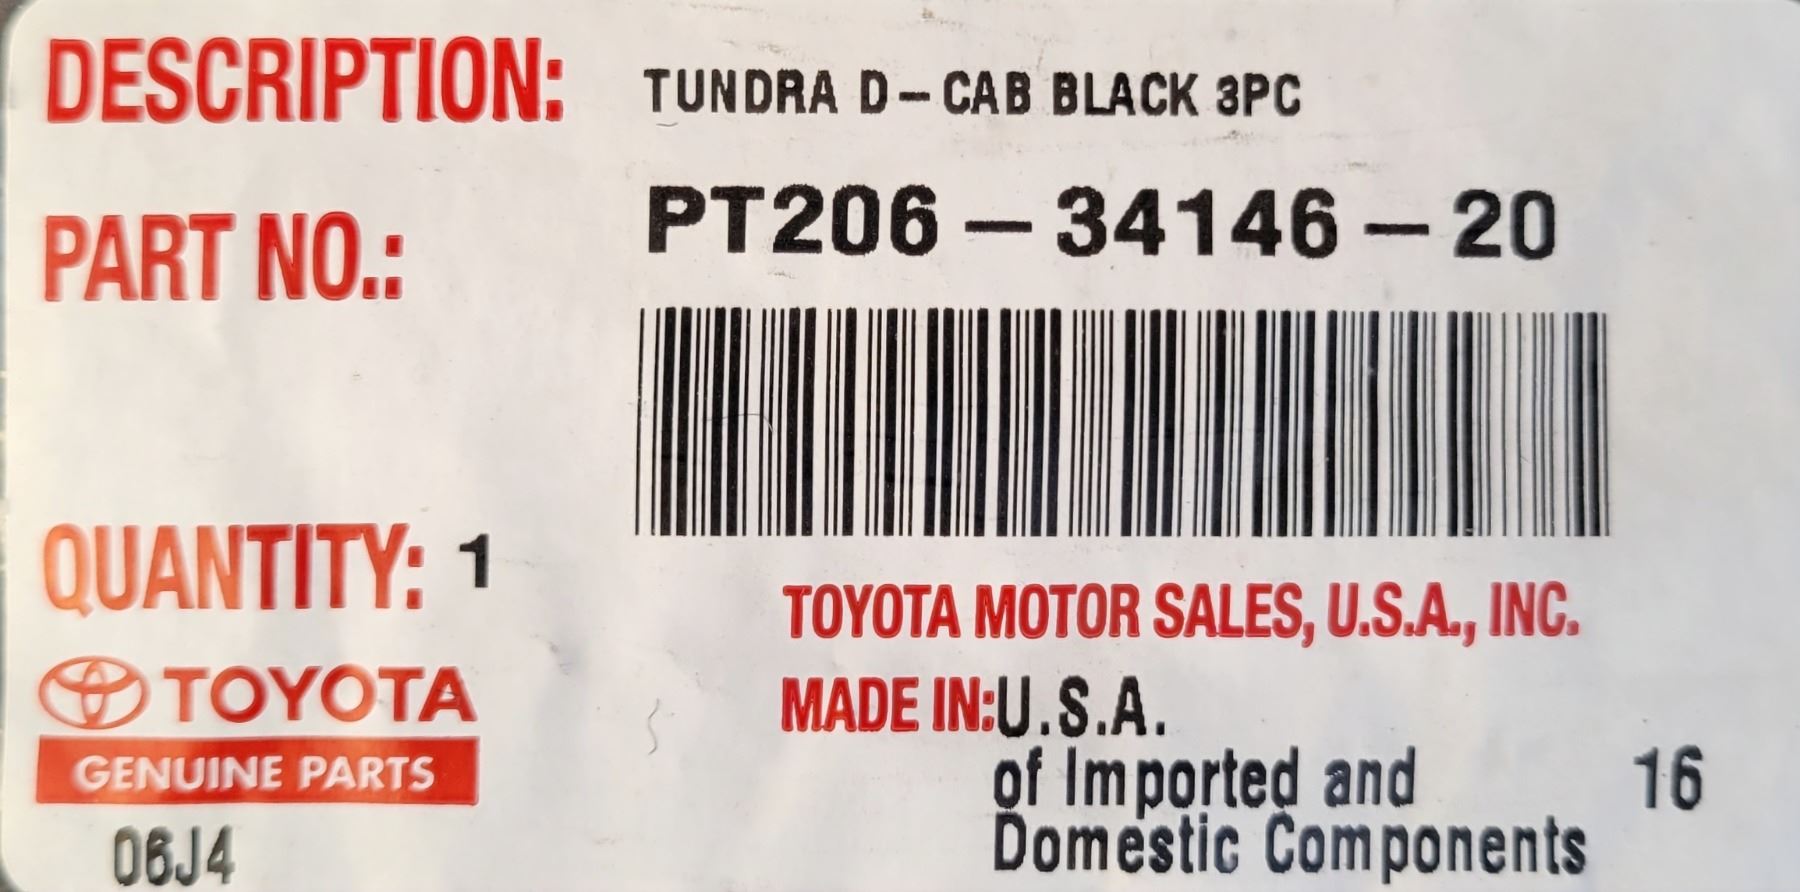 DESCRIPTION: TUNDRA D-CAB BLACK 3PC
PART NO.: PT206-34146-20
QUANTITY: 1
TOYOTA MOTOR SALES, U.S.A., INC.
TOYOTA
MADE IN: U.S.A.
GENUINE PARTS
of Imported and 16
Domestic Components
06J4